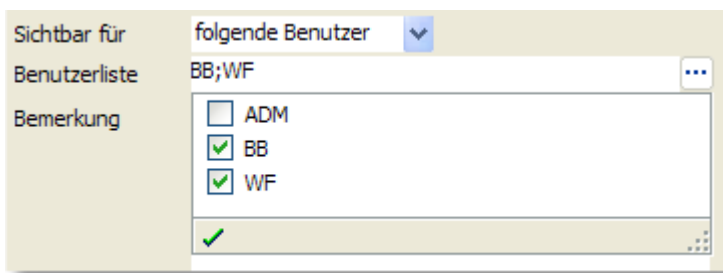 Sichtbar für folgende Benutzer
Benutzerliste BB;WF ...
Bemerkung
ADM
BB
WF